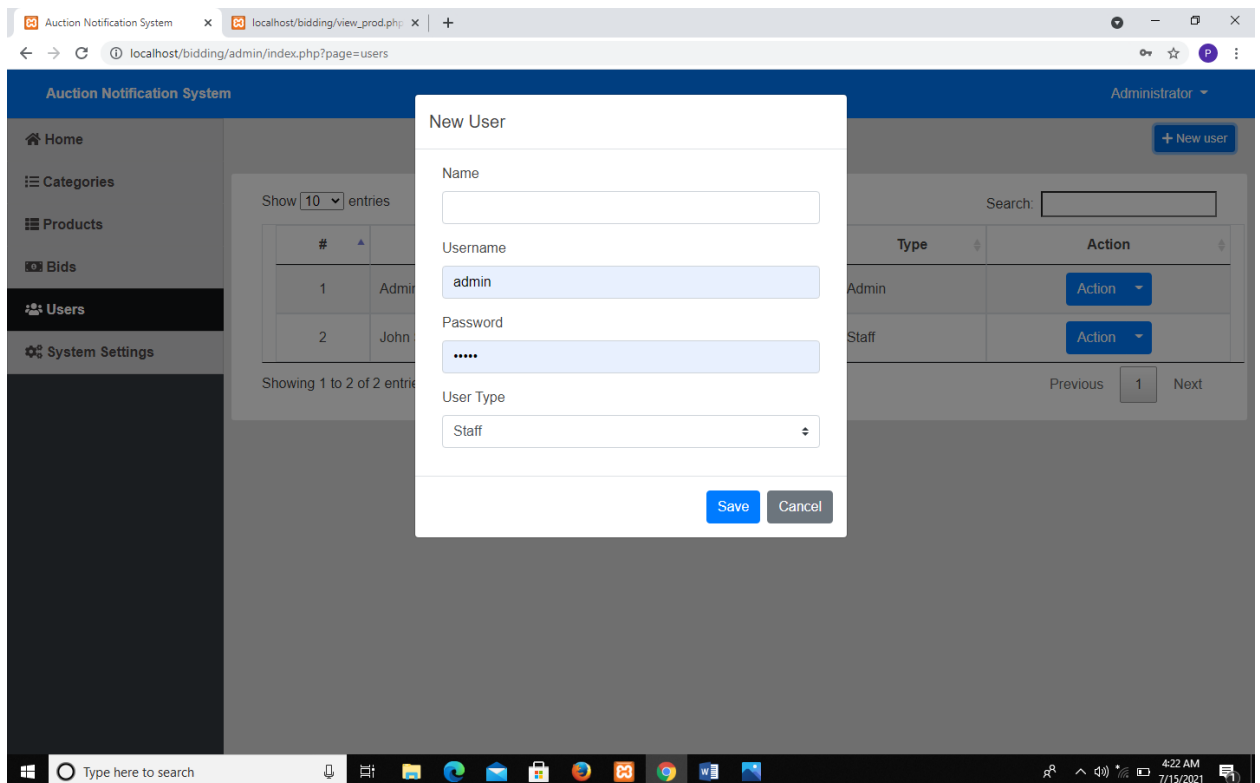 Auction Notification System
localhost/bidding/view_prod.php
localhost/bidding/admin/index.php?page=users
P
Auction Notification System
Administrator
Home
Categories
Products
Bids
Users
System Settings
+ New user
Show 10 entries
Search:
# Type Action
1 Admin Action
2 John Staff Action
Showing 1 to 2 of 2
Previous 1 Next
New User
Name
Username
admin
Password
•••••
User Type
Staff
Save Cancel
Type here to search
4:22 AM
7/15/2021
1